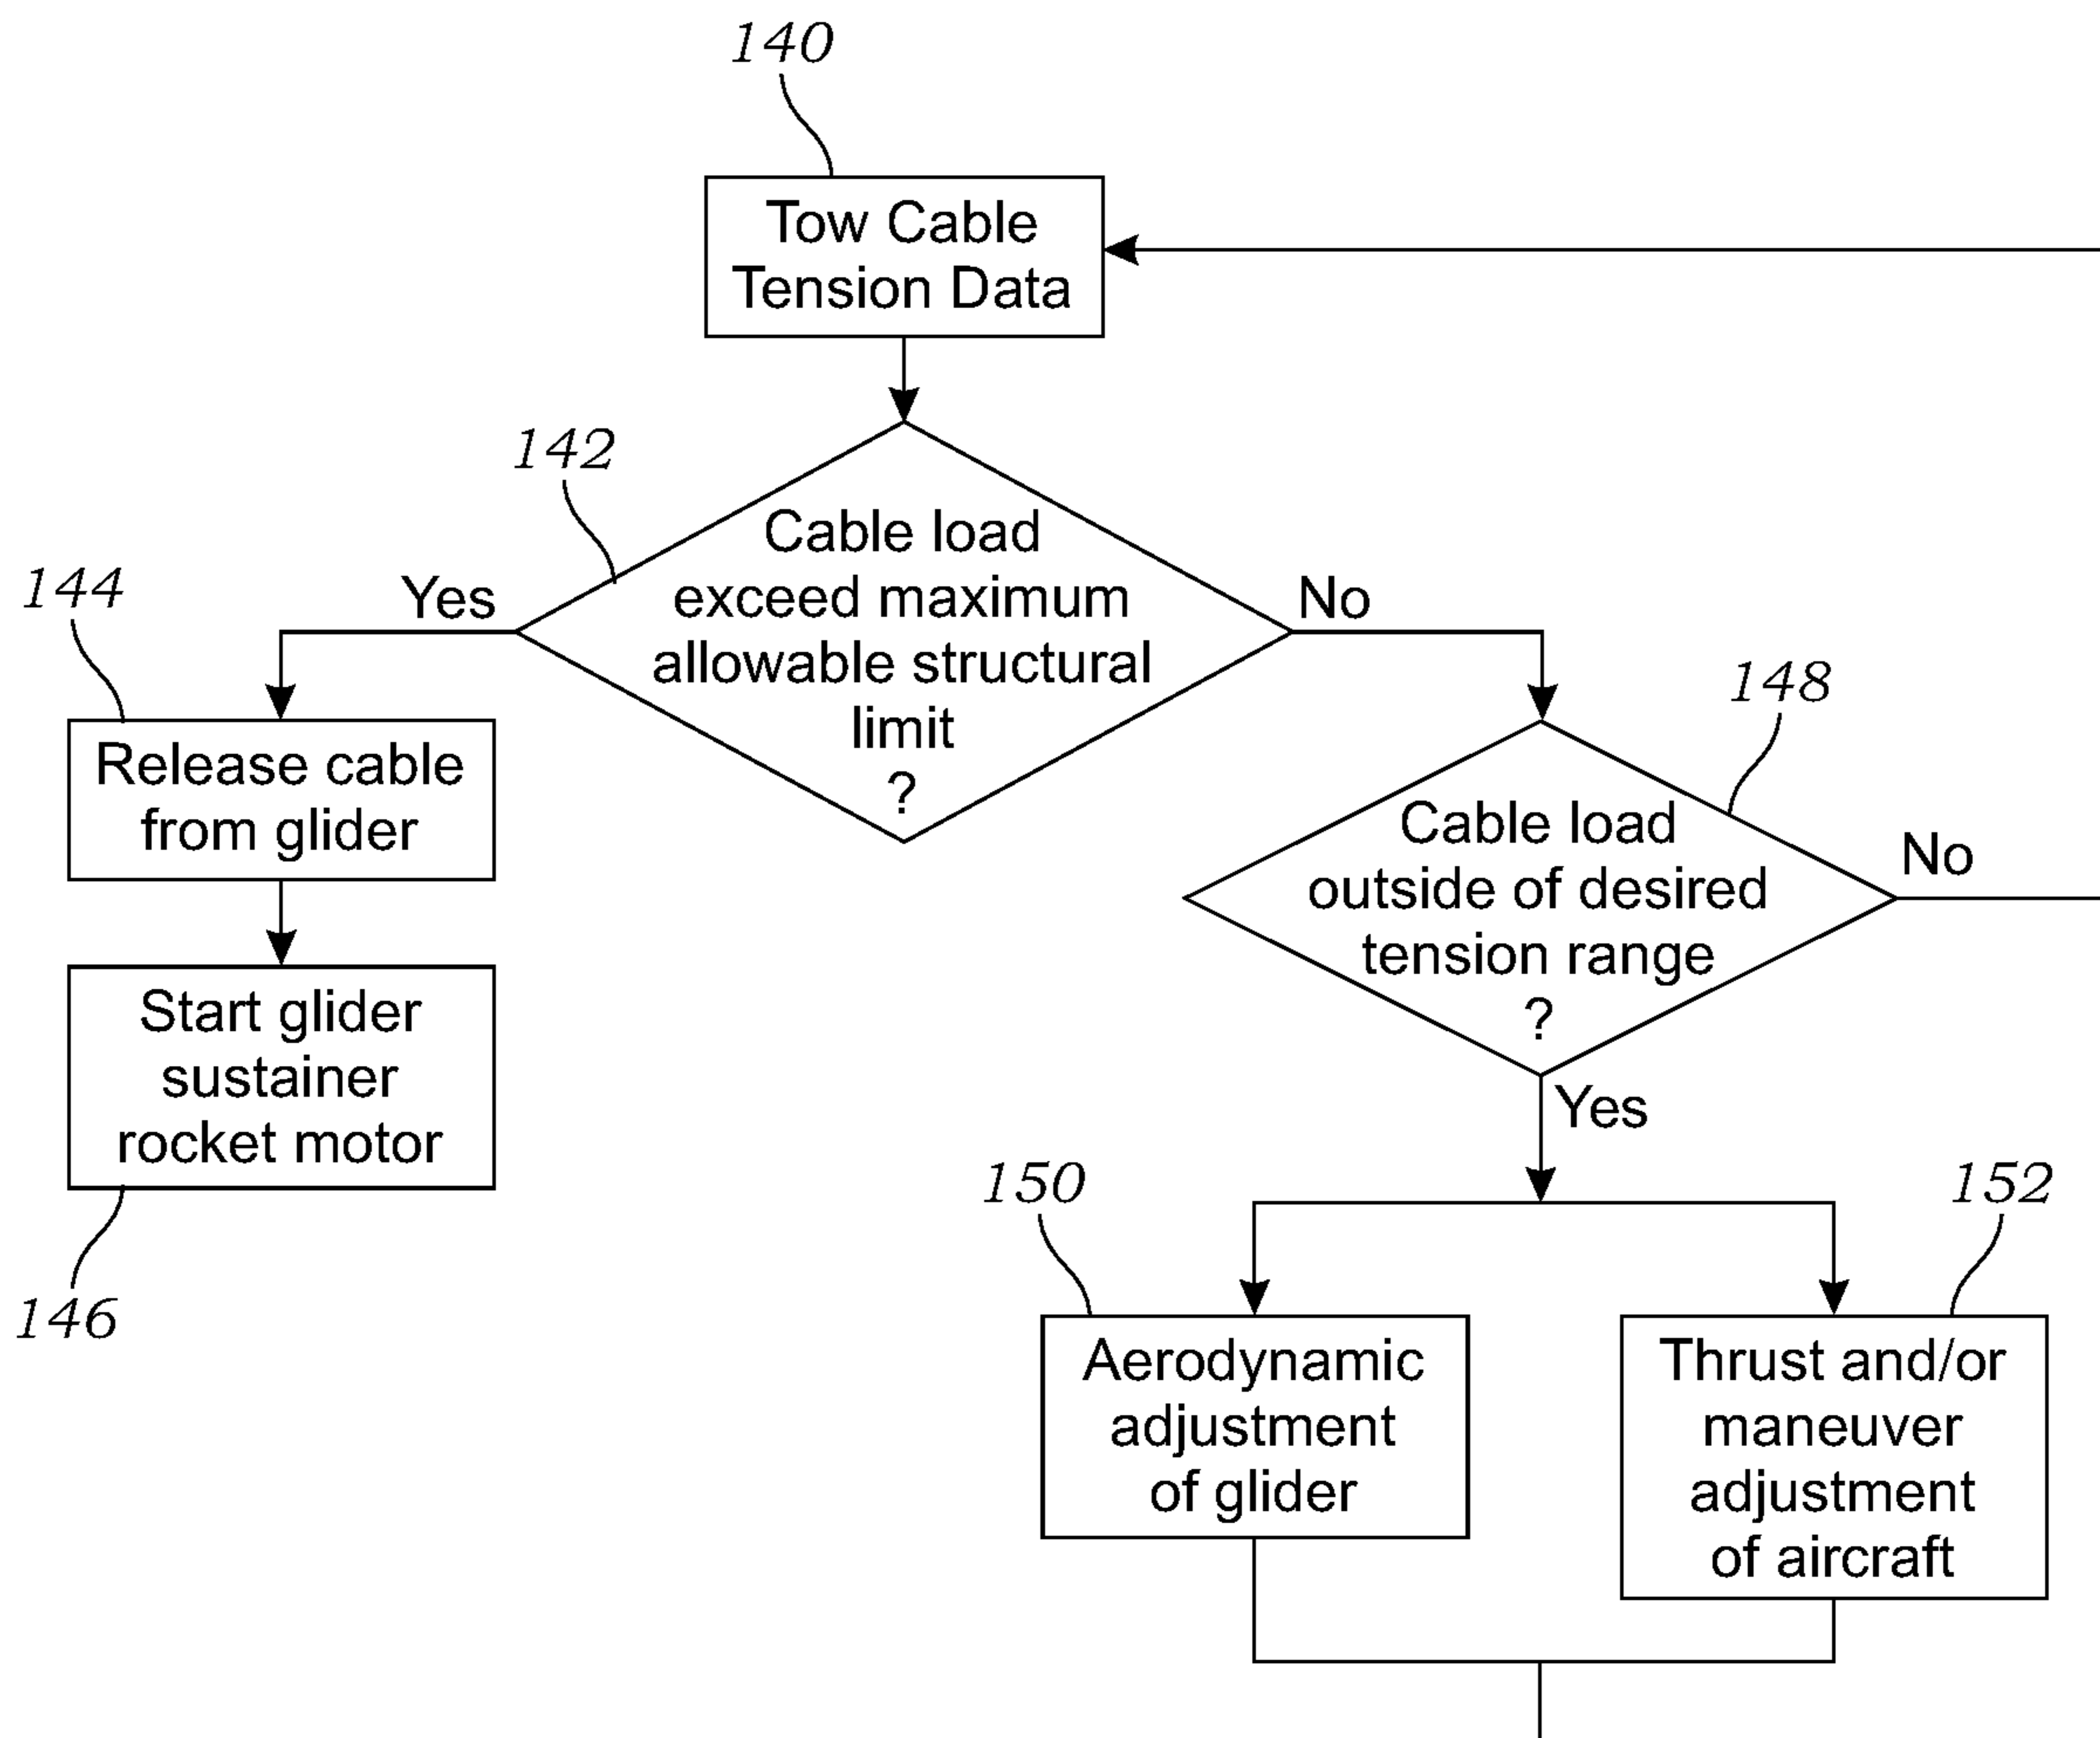 140
Tow Cable
Tension Data
142
Cable load
exceed maximum
allowable structural
limit
?
Yes
No
144
Release cable
from glider
148
Cable load
outside of desired
tension range
?
No
Yes
Start glider
sustainer
rocket motor
146
150
152
Aerodynamic
adjustment
of glider
Thrust and/or
maneuver
adjustment
of aircraft